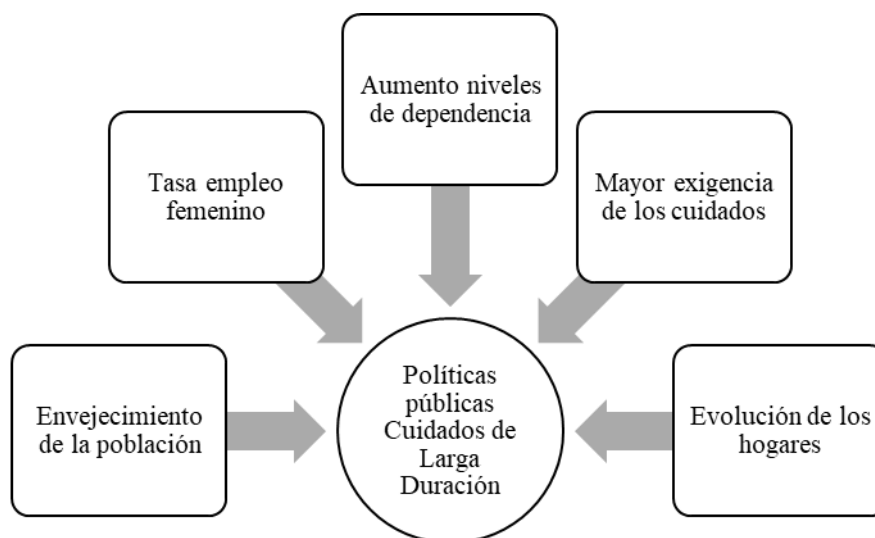 Aumento niveles
de dependencia
Tasa empleo
femenino
Mayor exigencia
de los cuidados
Envejecimiento
de la población
Políticas
públicas
Cuidados de
Larga
Duración
Evolución de los
hogares